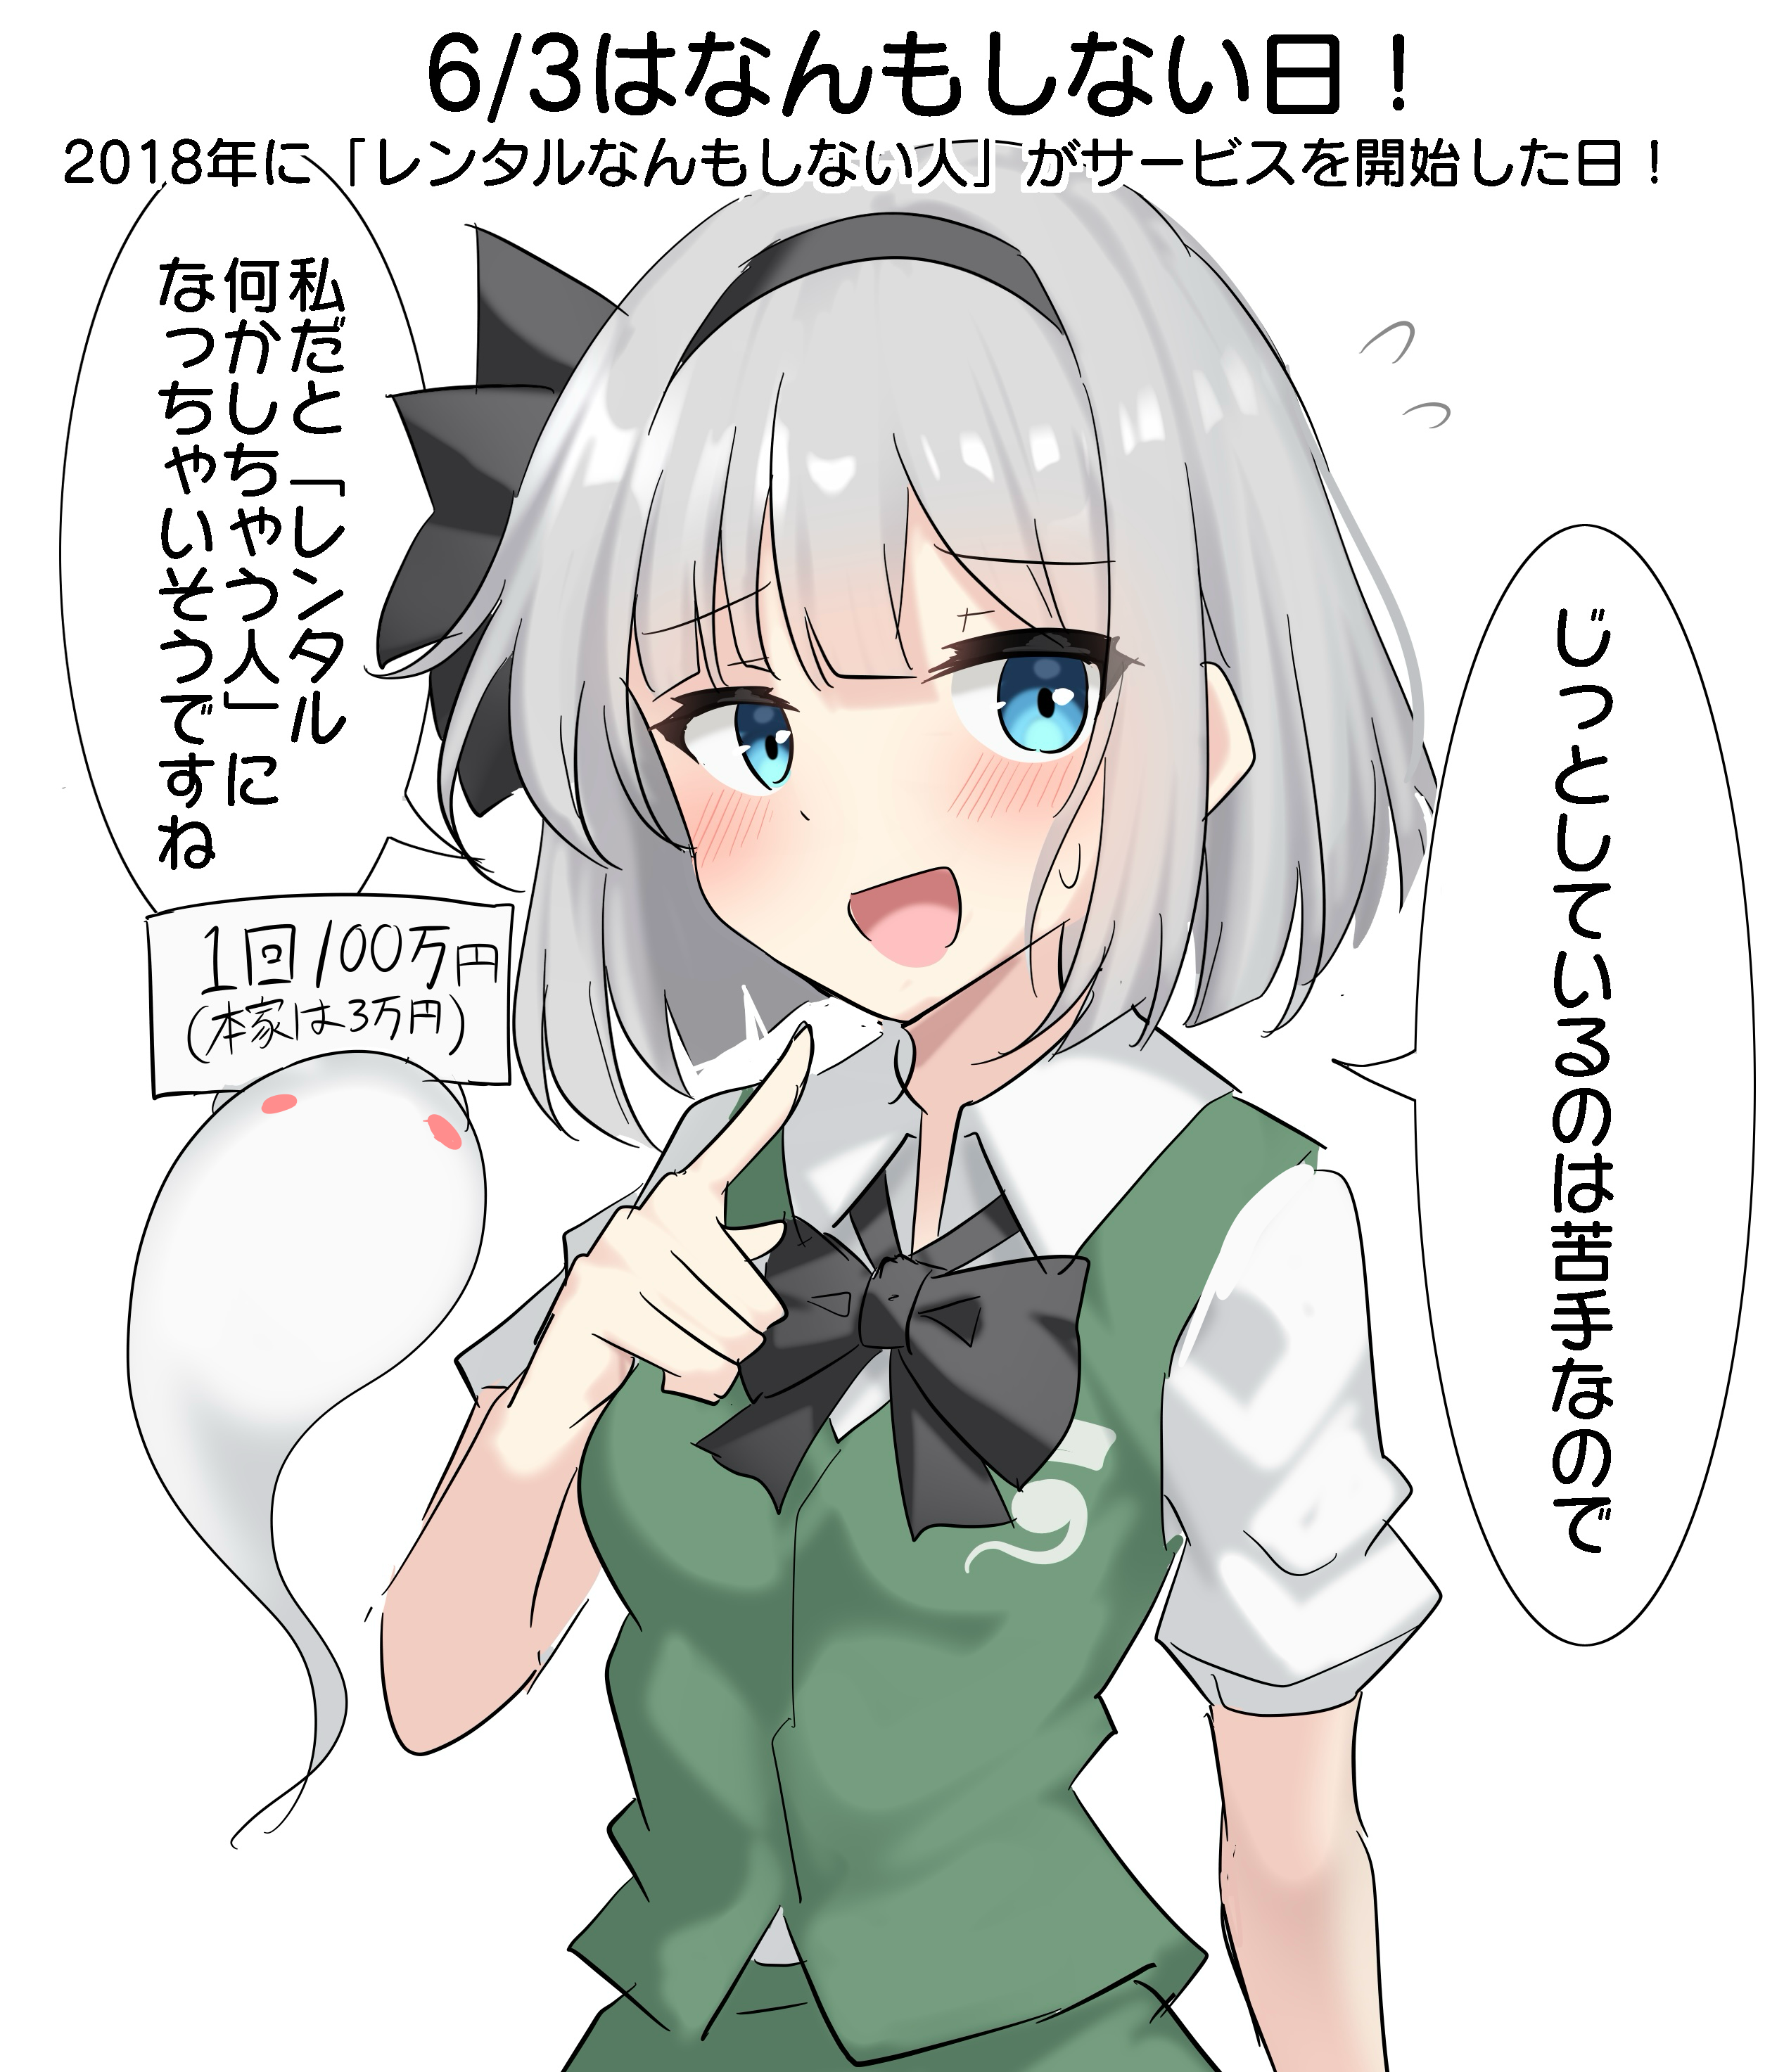 6/3はなんもしない日！
2018年に「レンタルなんもしない人」がサービスを開始した日！
じっとしているのは苦手なので
私だと「レンタル
何かしちゃう人」に
なっちゃいそうですね
1回100万円
(本家は3万円)